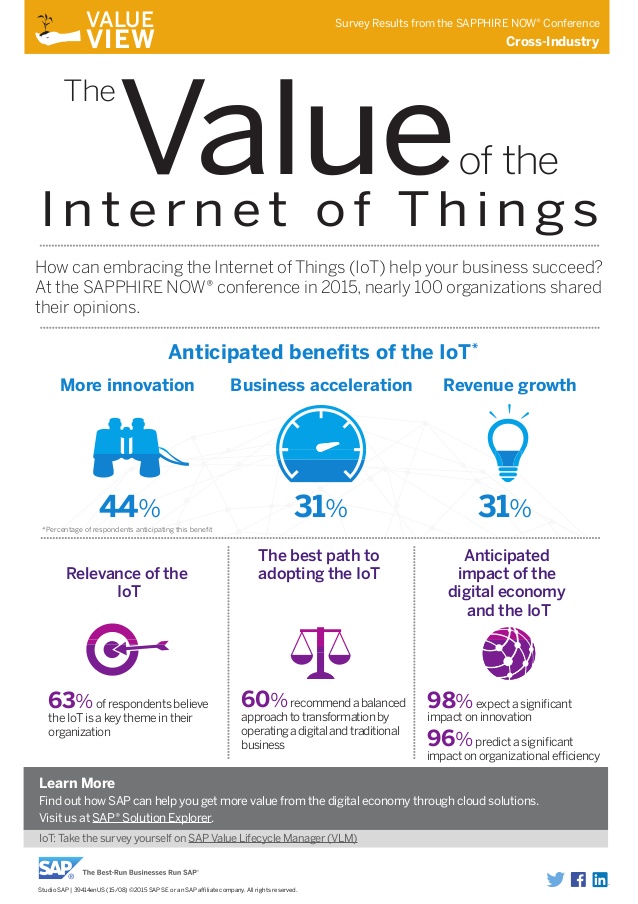 VALUE
VIEW
Survey Results from the SAPPHIRE NOW® Conference
Cross-Industry
The Value of the
Internet of Things
How can embracing the Internet of Things (IoT) help your business succeed?
At the SAPPHIRE NOW® conference in 2015, nearly 100 organizations shared
their opinions.
Anticipated benefits of the IoT*
More innovation
Business acceleration
Revenue growth
44%
31%
31%
*Percentage of respondents anticipating this benefit
Relevance of the
IoT
63% of respondents believe
the IoT is a key theme in their
organization
The best path to
adopting the IoT
60% recommend a balanced
approach to transformation by
operating a digital and traditional
business
Anticipated
impact of the
digital economy
and the IoT
98% expect a significant
impact on innovation
96% predict a significant
impact on organizational efficiency
Learn More
Find out how SAP can help you get more value from the digital economy through cloud solutions.
Visit us at SAP® Solution Explorer.
IoT: Take the survey yourself on SAP Value Lifecycle Manager (VLM)
SAP
The Best-Run Businesses Run SAP®
Studio SAP | 39414enUS (15/08) ©2015 SAP SE or an SAP affiliate company. All rights reserved.